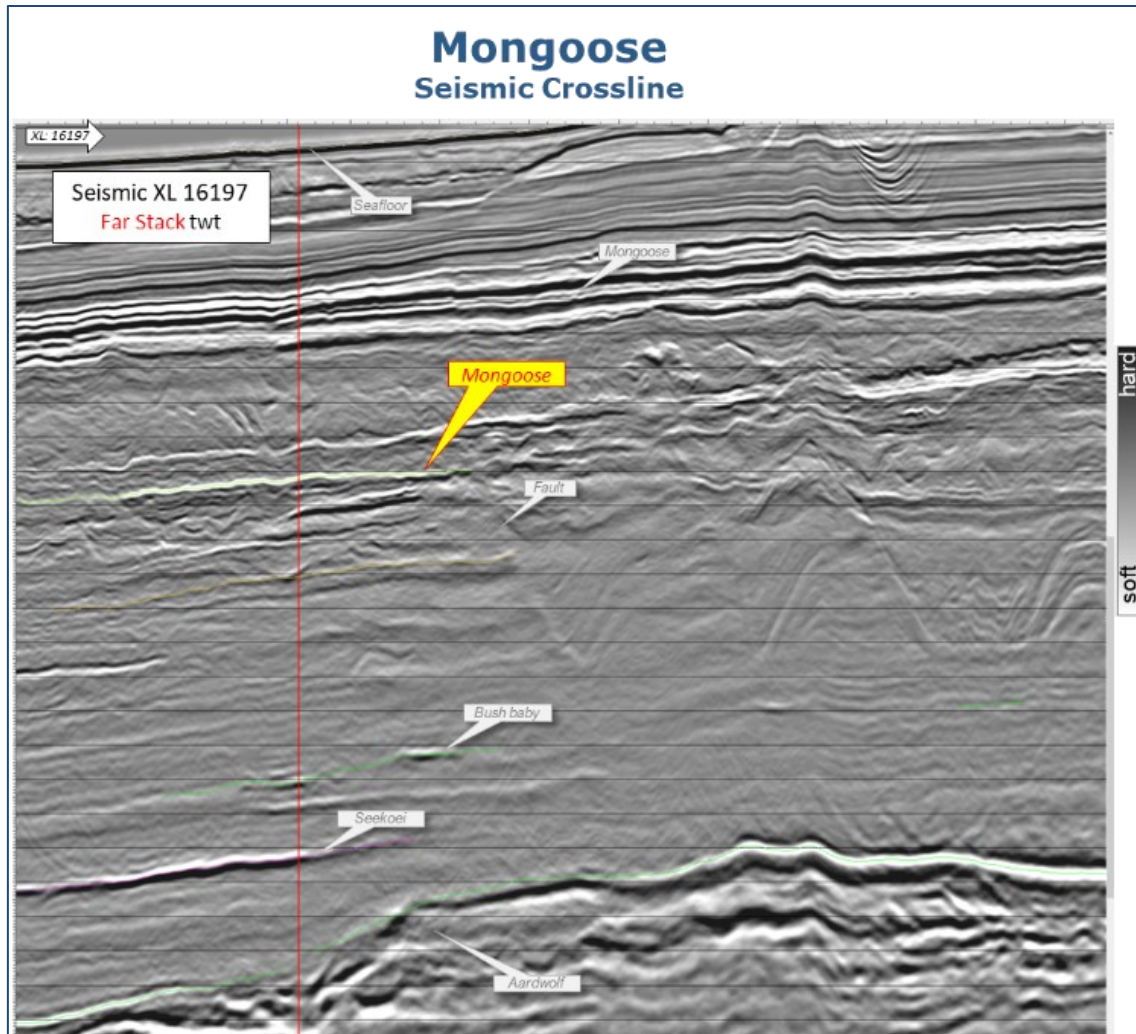 Mongoose
Seismic Crossline
XL: 16197
Seismic XL 16197
Far Stack twt
Seafloor
Mongoose
Mongoose
Fault
hard
soft
Bush baby
Seekoei
Aardwolf